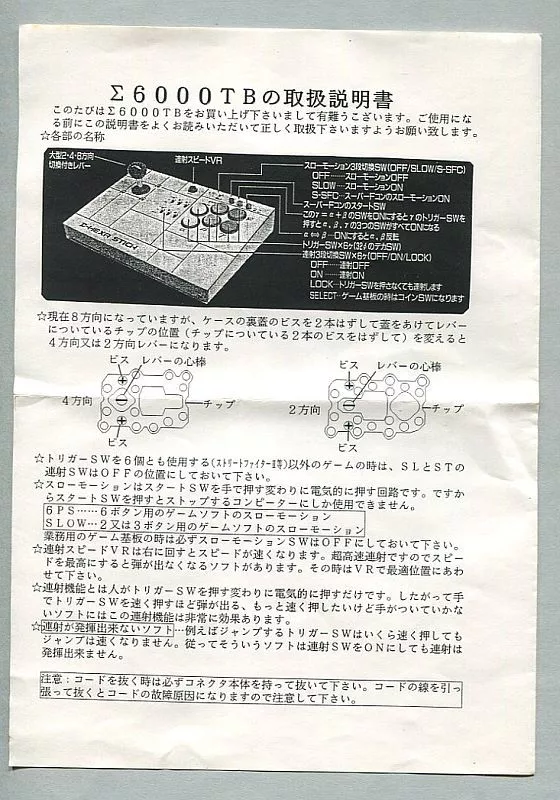 Σ6000TBの取扱説明書
このたびはΣ6000TBをお買い上げ下さいまして有難うございます。ご使用にな
る前にこの説明書をよくお読みいただいて正しく取扱下さいますようお願い致します。
☆各部の名称
大型2・4・8方向
切換付きレバー
連射スピードVR
スローモーション3段切換SW(OFF/SLOW/S-SFC)
OFF……スローモーションOFF
SLOW…スローモーションON
S-SFC…スーパーFコンのスローモーションON
スーパーFコンのスタートSW
このγ=α+βのSWをONにするとγのトリガーSWを
押すとα、β、γの3つのSWがすべてONになる
α⇔β…ONにするとα、β反転
トリガーSW×6ヶ(32ℓのデカSW)
連射3段切換SW×6ヶ(OFF/ON/LOCK)
OFF……連射OFF
ON……連射ON
LOCK…トリガーSWを押さなくても連射します
SELECT…ゲーム基板の時はコインSWになります
☆現在8方向になっていますが、ケースの裏蓋のビスを2本はずして蓋をあけてレバー
についているチップの位置(チップについている2本のビスをはずして)を変えると
4方向又は2方向レバーになります。
ビス レバーの心棒
4方向 チップ
ビス
ビス レバーの心棒
2方向 チップ
ビス
☆トリガーSWを6個とも使用する(ストリートファイターⅡ等)以外のゲームの時は、SLとSTの
連射SWはOFFの位置にしておいて下さい。
☆スローモーションはスタートSWを手で押す変わりに電気的に押す回路です。ですか
らスタートSWを押すとストップするコンピーターにしか使用できません。
6PS……6ボタン用のゲームソフトのスローモーション
SLOW…2又は3ボタン用のゲームソフトのスローモーション
業務用のゲーム基板の時は必ずスローモーションSWはOFFにしておいて下さい。
☆連射スピードVRは右に回すとスピードが速くなります。超高速連射ですのでスピー
ドを最高にすると弾が出なくなるソフトがあります。その時はVRで最適位置にあわ
せて下さい。
☆連射機能とは人がトリガーSWを押す変わりに電気的に押すだけです。したがって手
でトリガーSWを速く押すほど弾が出る、もっと速く押したいけど手がついていかな
いソフトにはこの連射機能は非常に効果あります。
☆連射が発揮出来ないソフト…例えばジャンプするトリガーSWはいくら速く押しても
ジャンプは速くなりません。従ってそういうソフトは連射SWをONにしても連射は
発揮出来ません。
注意:コードを抜く時は必ずコネクタ本体を持って抜いて下さい。コードの線を引っ
張って抜くとコードの故障原因になりますので注意して下さい。